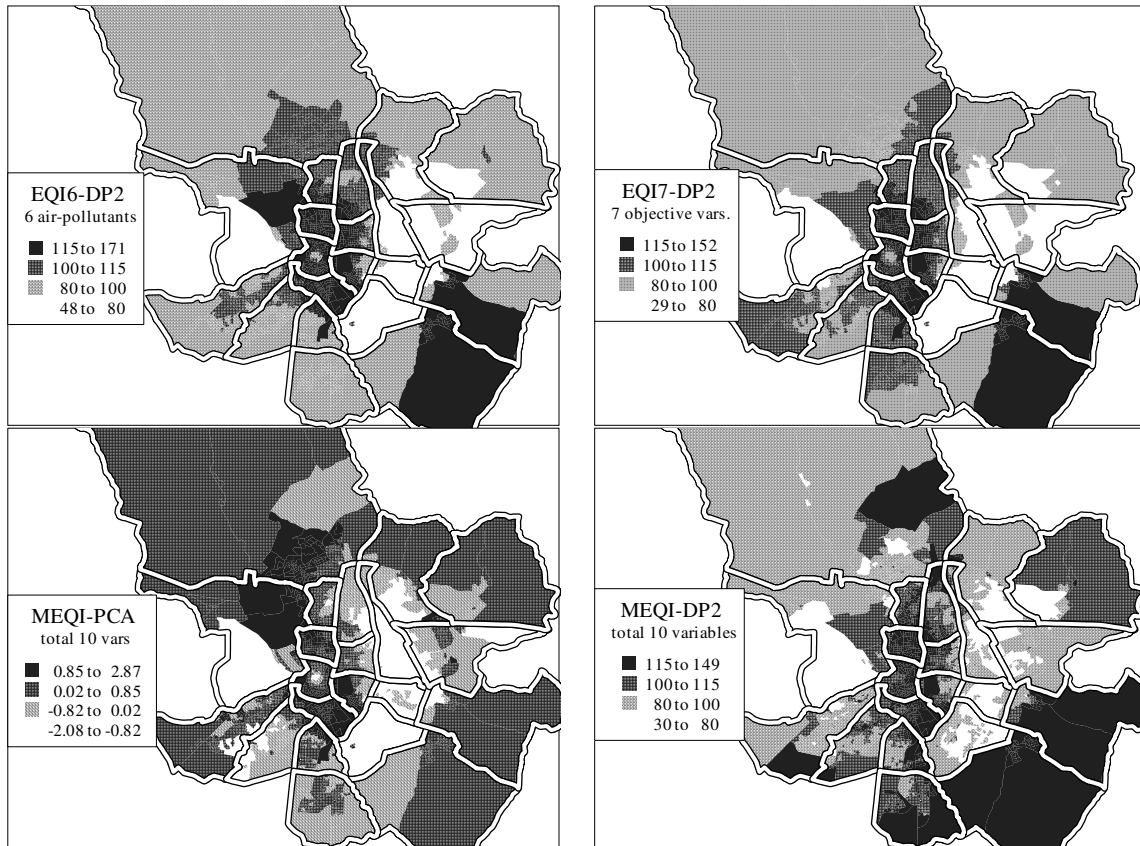 EQI6-DP2
6 air-pollutants
115 to 171
100 to 115
80 to 100
48 to 80
EQI7-DP2
7 objective vars.
115 to 152
100 to 115
80 to 100
29 to 80
MEQI-PCA
total 10 vars
0.85 to 2.87
0.02 to 0.85
-0.82 to 0.02
-2.08 to -0.82
MEQI-DP2
total 10 variables
115 to 149
100 to 115
80 to 100
30 to 80